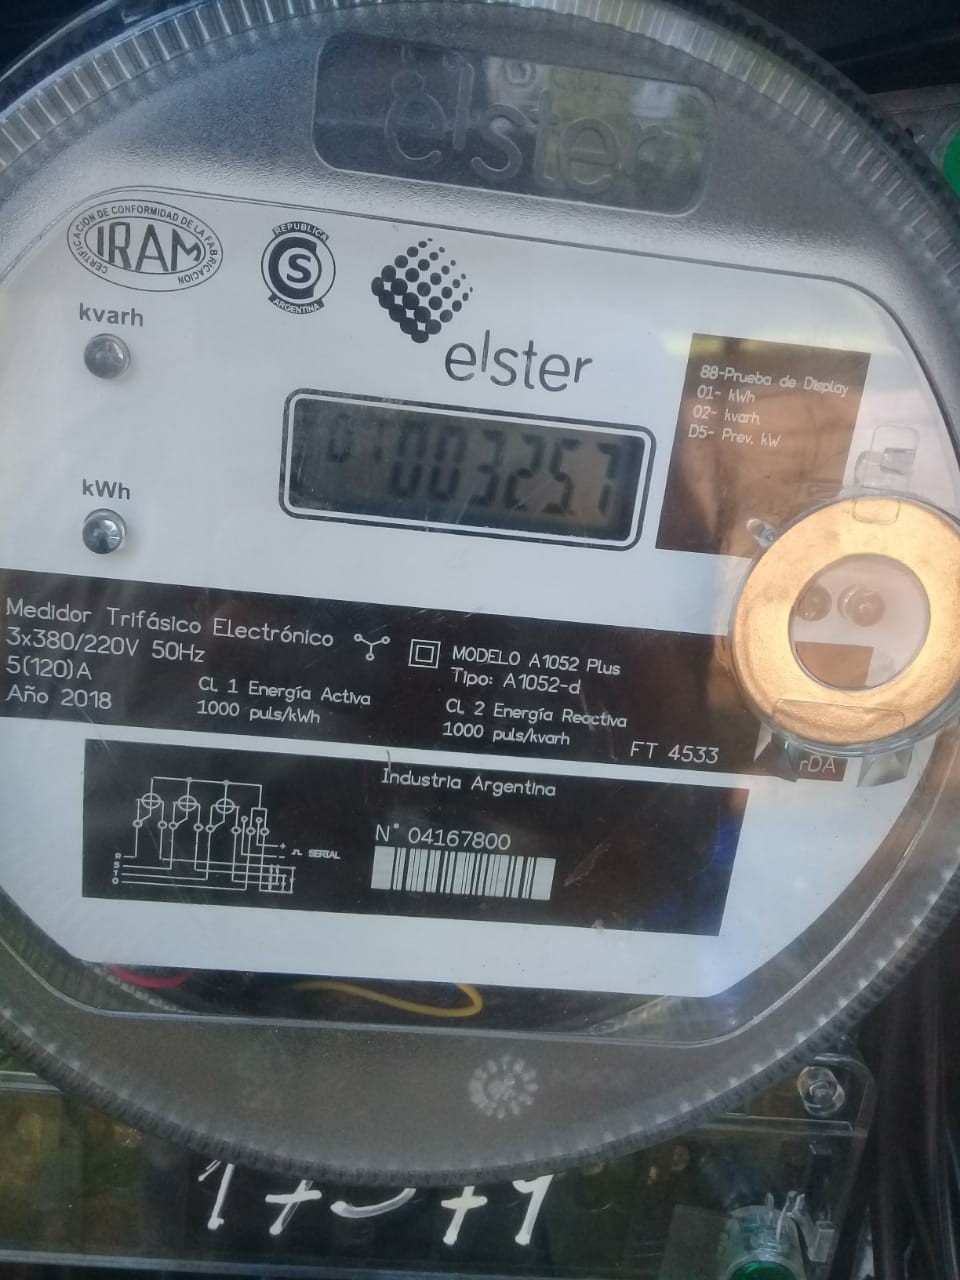 elster
CERTIFICACION DE CONFORMIDAD DE LA FABRICACION
IRAM
REPUBLICA
S
ARGENTINA
elster
kvarh
88-Prueba de Display
01- kWh
02- kvarh
D5- Prev. kW
01 003257
kWh
Medidor Trifásico Electrónico
3x380/220V 50Hz
5(120)A
Año 2018
CL 1 Energía Activa
1000 puls/kWh
MODELO A1052 Plus
Tipo: A1052-d
CL 2 Energía Reactiva
1000 puls/kvarh
FT 4533
Industria Argentina
N° 04167800
R
S
T
O
+
-
SERIAL